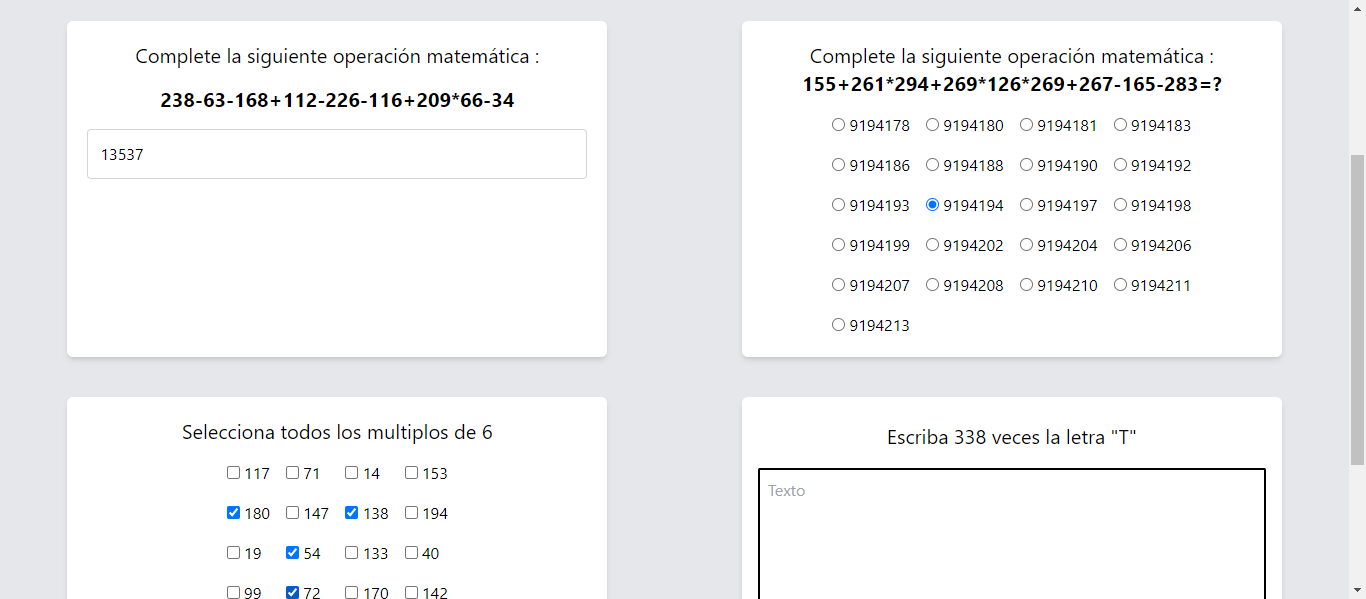 Complete la siguiente operación matemática :
238-63-168+112-226-116+209*66-34
13537
Complete la siguiente operación matemática :
155+261*294+269*126*269+267-165-283=?
9194178 9194180 9194181 9194183
9194186 9194188 9194190 9194192
9194193 9194194 9194197 9194198
9194199 9194202 9194204 9194206
9194207 9194208 9194210 9194211
9194213
Selecciona todos los multiplos de 6
117 71 14 153
180 147 138 194
19 54 133 40
99 72 170 142
Escriba 338 veces la letra "T"
Texto